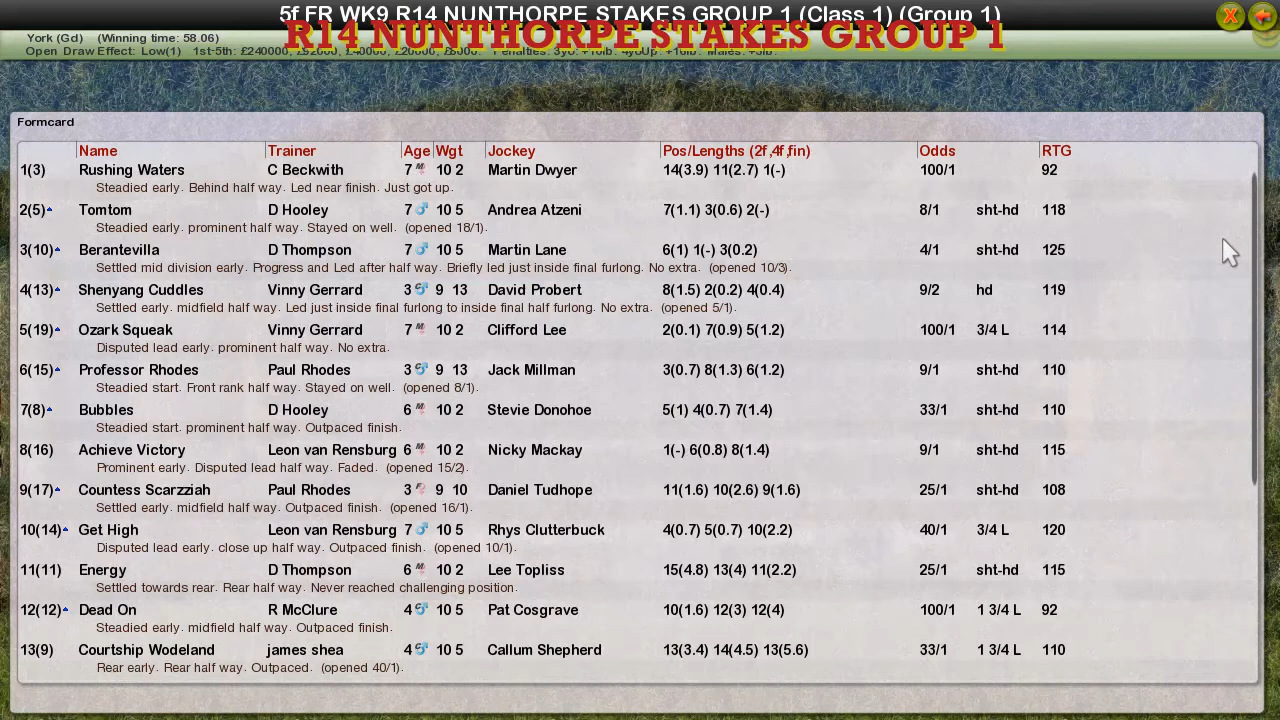 5f FR WK9 R14 NUNTHORPE STAKES GROUP 1 (Class 1) (Group 1)
R14 NUNTHORPE STAKES GROUP 1
York (Gd) (Winning time: 58.06)
Open Draw Effect: Low(1) 1st-5th: £240000, £92000, £40000, £20000, Penalties: 3yo: 4yoUp: Males: +3lb.
Formcard
Name Trainer Age Wgt Jockey Pos/Lengths (2f,4f,fin) Odds RTG
1(3) Rushing Waters C Beckwith 7 M 10 2 Martin Dwyer 14(3.9) 11(2.7) 1(-) 100/1 92
Steadied early. Behind half way. Led near finish. Just got up.
2(5) Tomtom D Hooley 7 10 5 Andrea Atzeni 7(1.1) 3(0.6) 2(-) 8/1 sht-hd 118
Steadied early. prominent half way. Stayed on well. (opened 18/1).
3(10) Berantevilla D Thompson 7 10 5 Martin Lane 6(1) 1(-) 3(0.2) 4/1 sht-hd 125
Settled mid division early. Progress and Led after half way. Briefly led just inside final furlong. No extra. (opened 10/3).
4(13) Shenyang Cuddles Vinny Gerrard 3 9 13 David Probert 8(1.5) 2(0.2) 4(0.4) 9/2 hd 119
Settled early. midfield half way. Led just inside final furlong to inside final half furlong. No extra. (opened 5/1).
5(19) Ozark Squeak Vinny Gerrard 7 M 10 2 Clifford Lee 2(0.1) 7(0.9) 5(1.2) 100/1 3/4 L 114
Disputed lead early. prominent half way. No extra.
6(15) Professor Rhodes Paul Rhodes 3 9 13 Jack Millman 3(0.7) 8(1.3) 6(1.2) 9/1 sht-hd 110
Steadied start. Front rank half way. Stayed on well. (opened 8/1).
7(8) Bubbles D Hooley 6 M 10 2 Stevie Donohoe 5(1) 4(0.7) 7(1.4) 33/1 sht-hd 110
Steadied start. prominent half way. Outpaced finish.
8(16) Achieve Victory Leon van Rensburg 6 M 10 2 Nicky Mackay 1(-) 6(0.8) 8(1.4) 9/1 sht-hd 115
Prominent early. Disputed lead half way. Faded. (opened 15/2).
9(17) Countess Scarzziah Paul Rhodes 3 9 10 Daniel Tudhope 11(1.6) 10(2.6) 9(1.6) 25/1 sht-hd 108
Settled early. midfield half way. Outpaced finish. (opened 16/1).
10(14) Get High Leon van Rensburg 7 10 5 Rhys Clutterbuck 4(0.7) 5(0.7) 10(2.2) 40/1 3/4 L 120
Disputed lead early. close up half way. Outpaced finish. (opened 10/1).
11(11) Energy D Thompson 6 M 10 2 Lee Topliss 15(4.8) 13(4) 11(2.2) 25/1 sht-hd 115
Settled towards rear. Rear half way. Never reached challenging position.
12(12) Dead On R McClure 4 10 5 Pat Cosgrave 10(1.6) 12(3) 12(4) 100/1 1 3/4 L 92
Steadied early. midfield half way. Outpaced finish.
13(9) Courtship Wodeland james shea 4 10 5 Callum Shepherd 13(3.4) 14(4.5) 13(5.6) 33/1 1 3/4 L 110
Rear early. Rear half way. Outpaced. (opened 40/1).